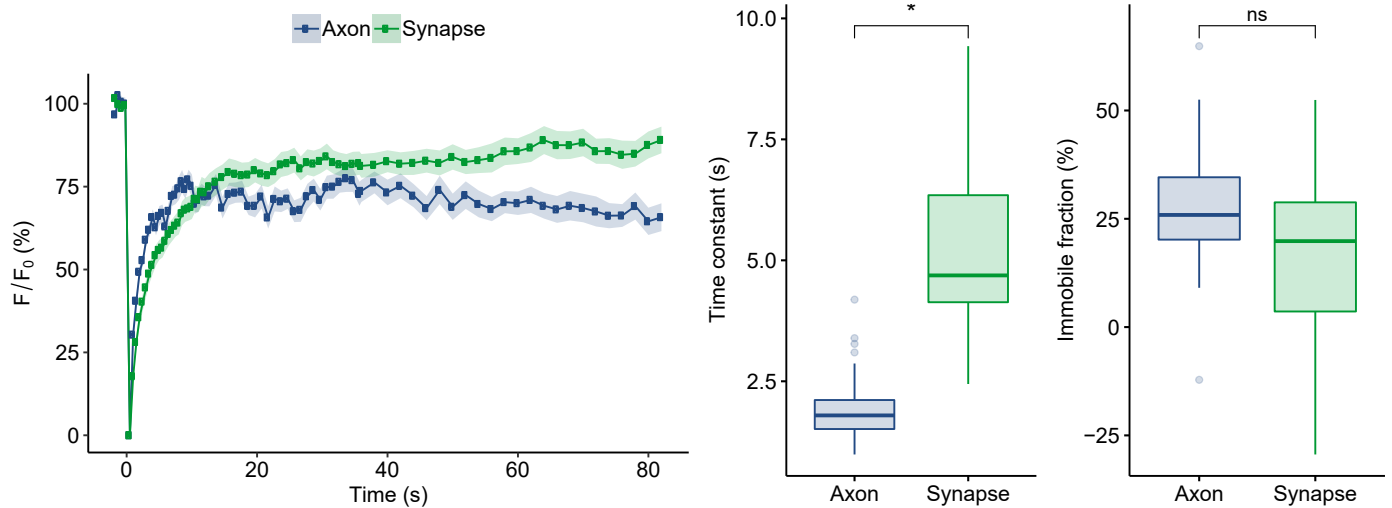 Axon Synapse
F/F₀ (%)
100
75
50
25
0
0 20 40 60 80
Time (s)
Time constant (s)
10.0
7.5
5.0
2.5
*
Axon Synapse
Immobile fraction (%)
50
25
0
−25
ns
Axon Synapse